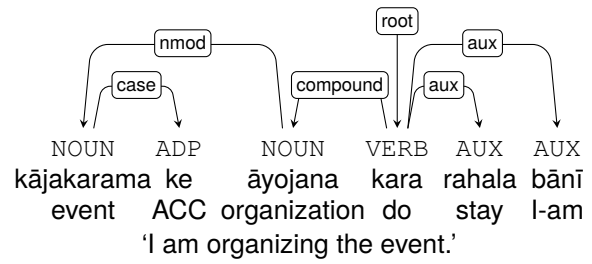 root
nmod aux
case compound aux
NOUN ADP NOUN VERB AUX AUX
kājakarama ke āyojana kara rahala bānī
event ACC organization do stay I-am
‘I am organizing the event.’